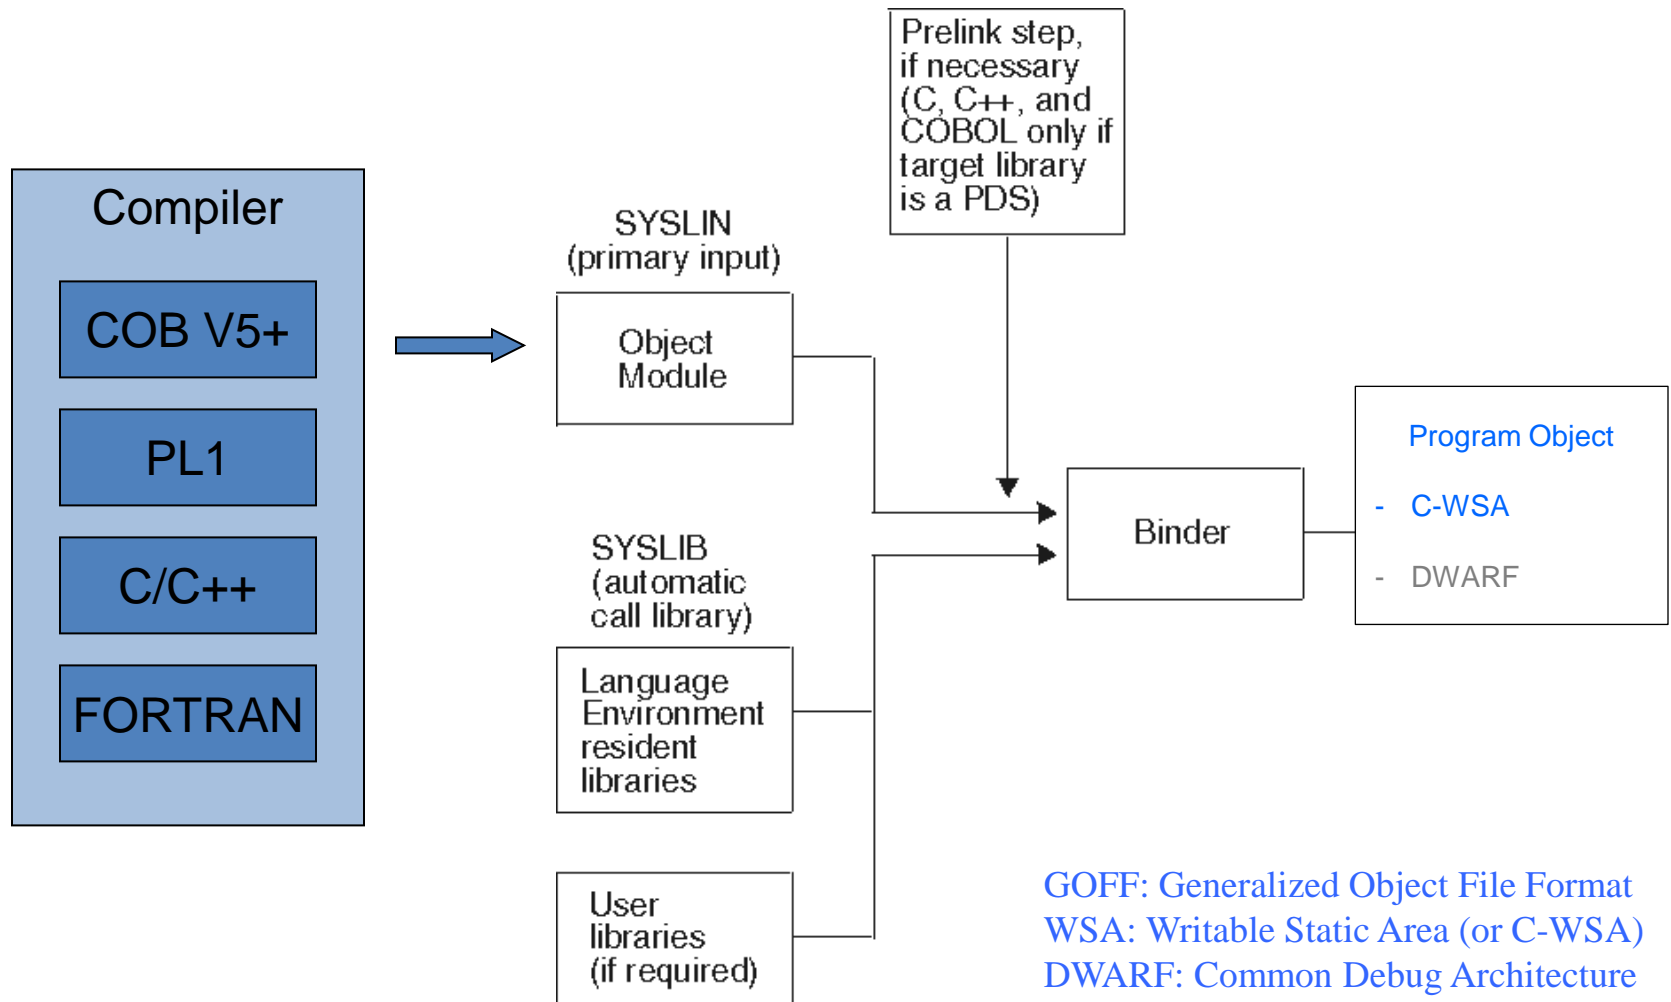 Compiler
COB V5+
PL1
C/C++
FORTRAN
SYSLIN
(primary input)
Object
Module
SYSLIB
(automatic
call library)
Language
Environment
resident
libraries
User
libraries
(if required)
Prelink step,
if necessary
(C, C++, and
COBOL only if
target library
is a PDS)
Binder
Program Object
- C-WSA
- DWARF
GOFF: Generalized Object File Format
WSA: Writable Static Area (or C-WSA)
DWARF: Common Debug Architecture